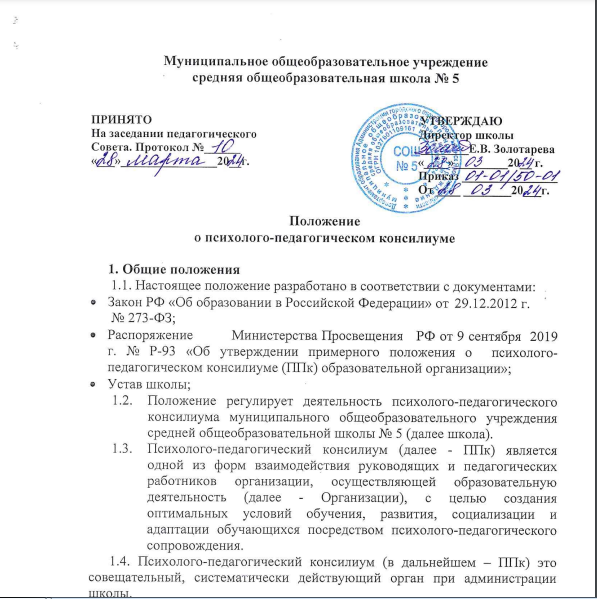 Муниципальное общеобразовательное учреждение
средняя общеобразовательная школа № 5
ПРИНЯТО
На заседании педагогического
Совета. Протокол № 10
«28» марта 2024г.
УТВЕРЖДАЮ
Директор школы
Е.В. Золотарева
«28» 03 2024г.
Приказ 01-01/50-01
От 28 03 2024г.
СОШ
№ 5
Положение
о психолого-педагогическом консилиуме
1. Общие положения
1.1. Настоящее положение разработано в соответствии с документами:
• Закон РФ «Об образовании в Российской Федерации» от 29.12.2012 г.
№ 273-ФЗ;
• Распоряжение Министерства Просвещения РФ от 9 сентября 2019
г. № Р-93 «Об утверждении примерного положения о психолого-
педагогическом консилиуме (ППк) образовательной организации»;
• Устав школы;
1.2. Положение регулирует деятельность психолого-педагогического
консилиума муниципального общеобразовательного учреждения
средней общеобразовательной школы № 5 (далее школа).
1.3. Психолого-педагогический консилиум (далее - ППк) является
одной из форм взаимодействия руководящих и педагогических
работников организации, осуществляющей образовательную
деятельность (далее - Организации), с целью создания
оптимальных условий обучения, развития, социализации и
адаптации обучающихся посредством психолого-педагогического
сопровождения.
1.4. Психолого-педагогический консилиум (в дальнейшем – ППк) это
совещательный, систематически действующий орган при администрации
школы.